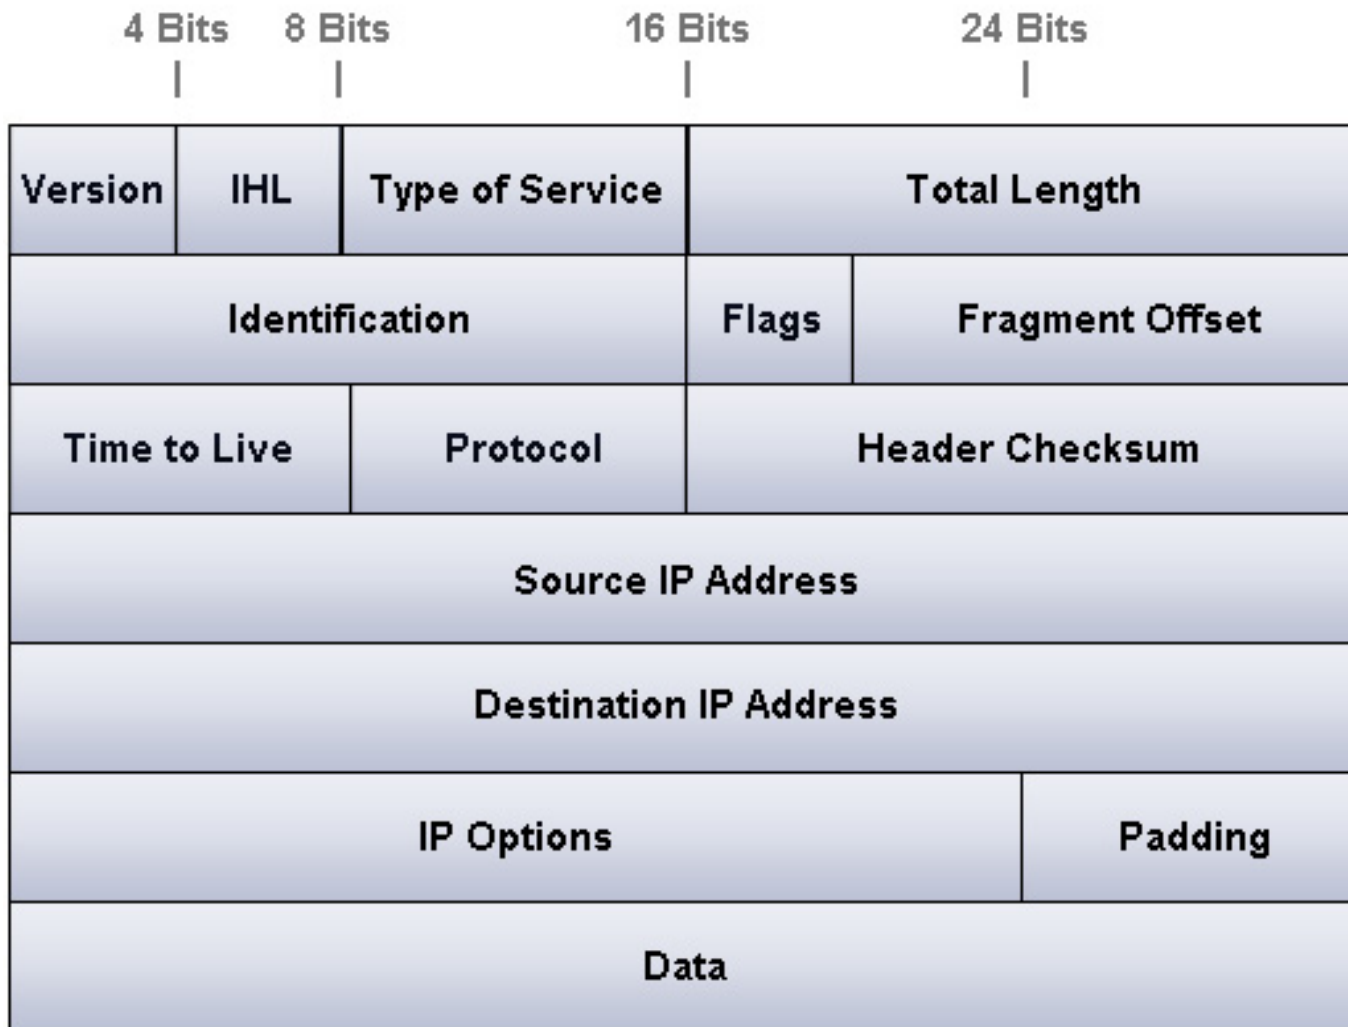 4 Bits 8 Bits 16 Bits 24 Bits
Version IHL Type of Service Total Length
Identification Flags Fragment Offset
Time to Live Protocol Header Checksum
Source IP Address
Destination IP Address
IP Options Padding
Data